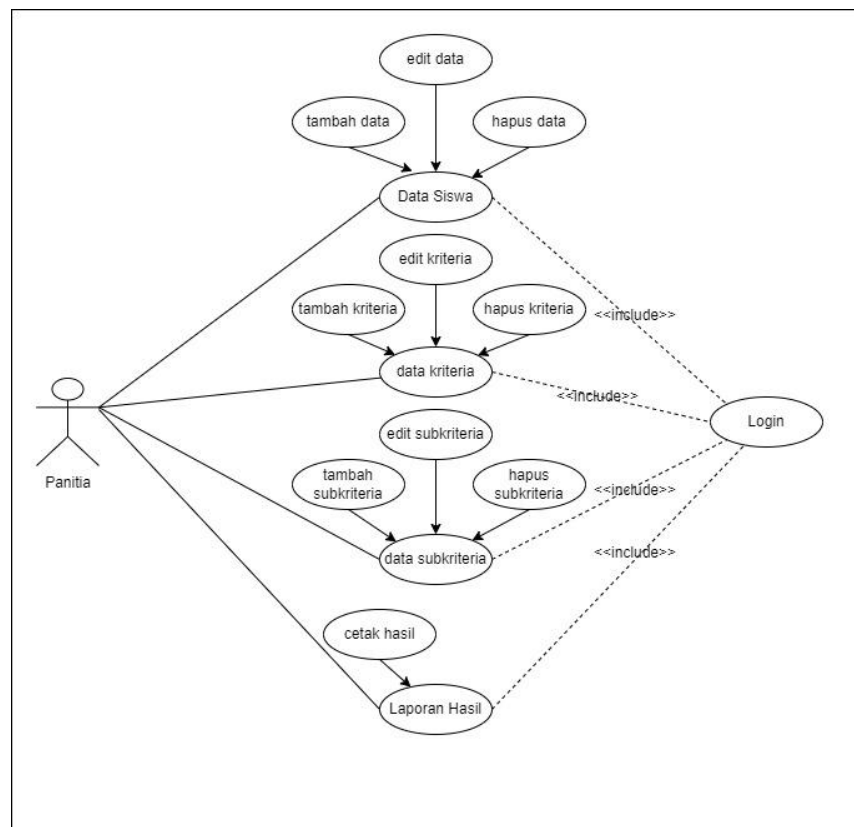 edit data
tambah data
hapus data
Data Siswa
edit kriteria
tambah kriteria
hapus kriteria
<<include>>
data kriteria
<<include>>
Login
edit subkriteria
Panitia
tambah
subkriteria
hapus
subkriteria
<<include>>
data subkriteria
<<include>>
cetak hasil
Laporan Hasil